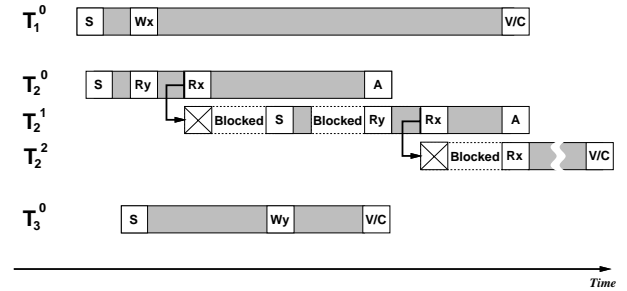 T₁⁰ S Wx V/C
T₂⁰ S Ry Rx A
T₂¹ Blocked S Blocked Ry Rx A
T₂² Blocked Rx V/C
T₃⁰ S Wy V/C
Time